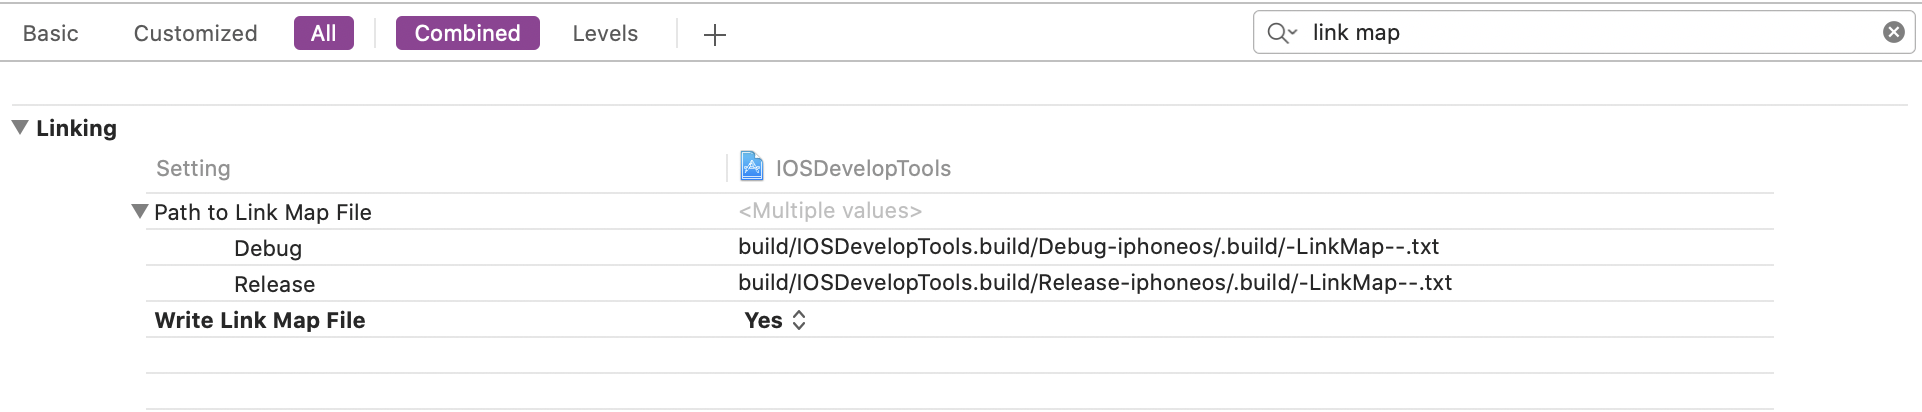 Basic Customized All Combined Levels + link map
Linking
Setting IOSDevelopTools
Path to Link Map File <Multiple values>
Debug build/IOSDevelopTools.build/Debug-iphoneos/.build/-LinkMap--.txt
Release build/IOSDevelopTools.build/Release-iphoneos/.build/-LinkMap--.txt
Write Link Map File Yes